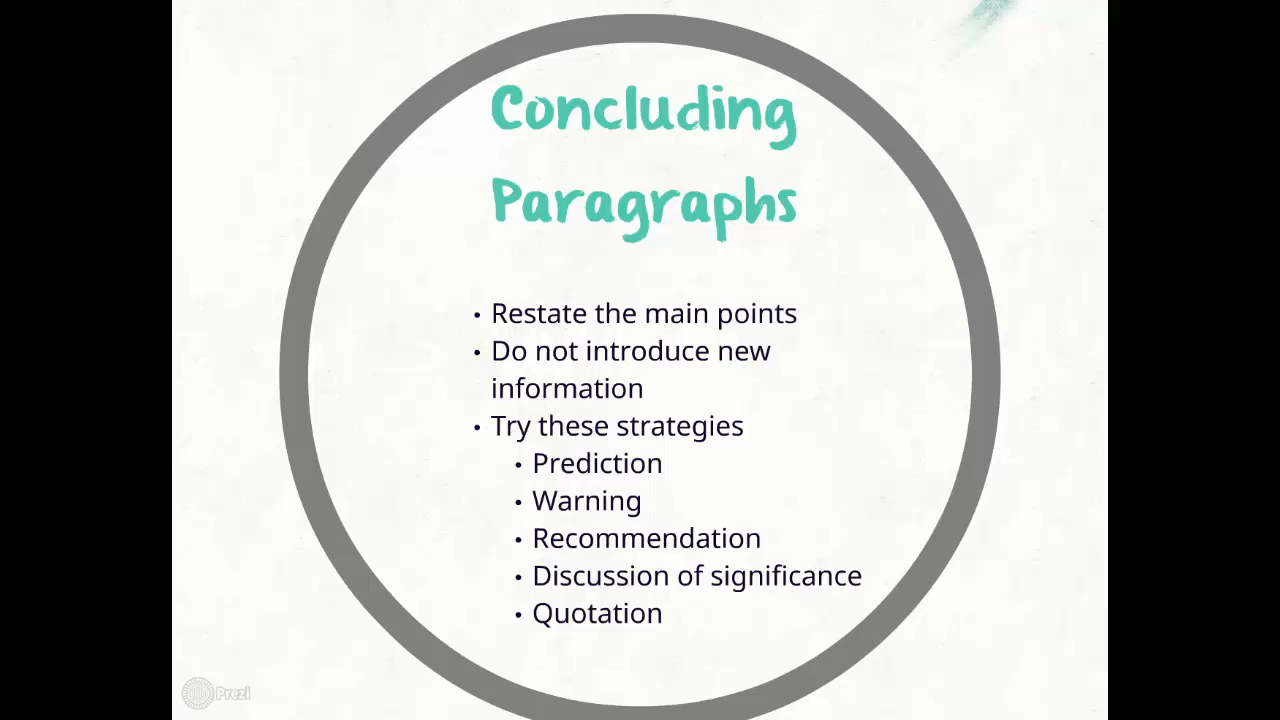 Concluding
Paragraphs
• Restate the main points
• Do not introduce new
information
• Try these strategies
• Prediction
• Warning
• Recommendation
• Discussion of significance
• Quotation
Prezi